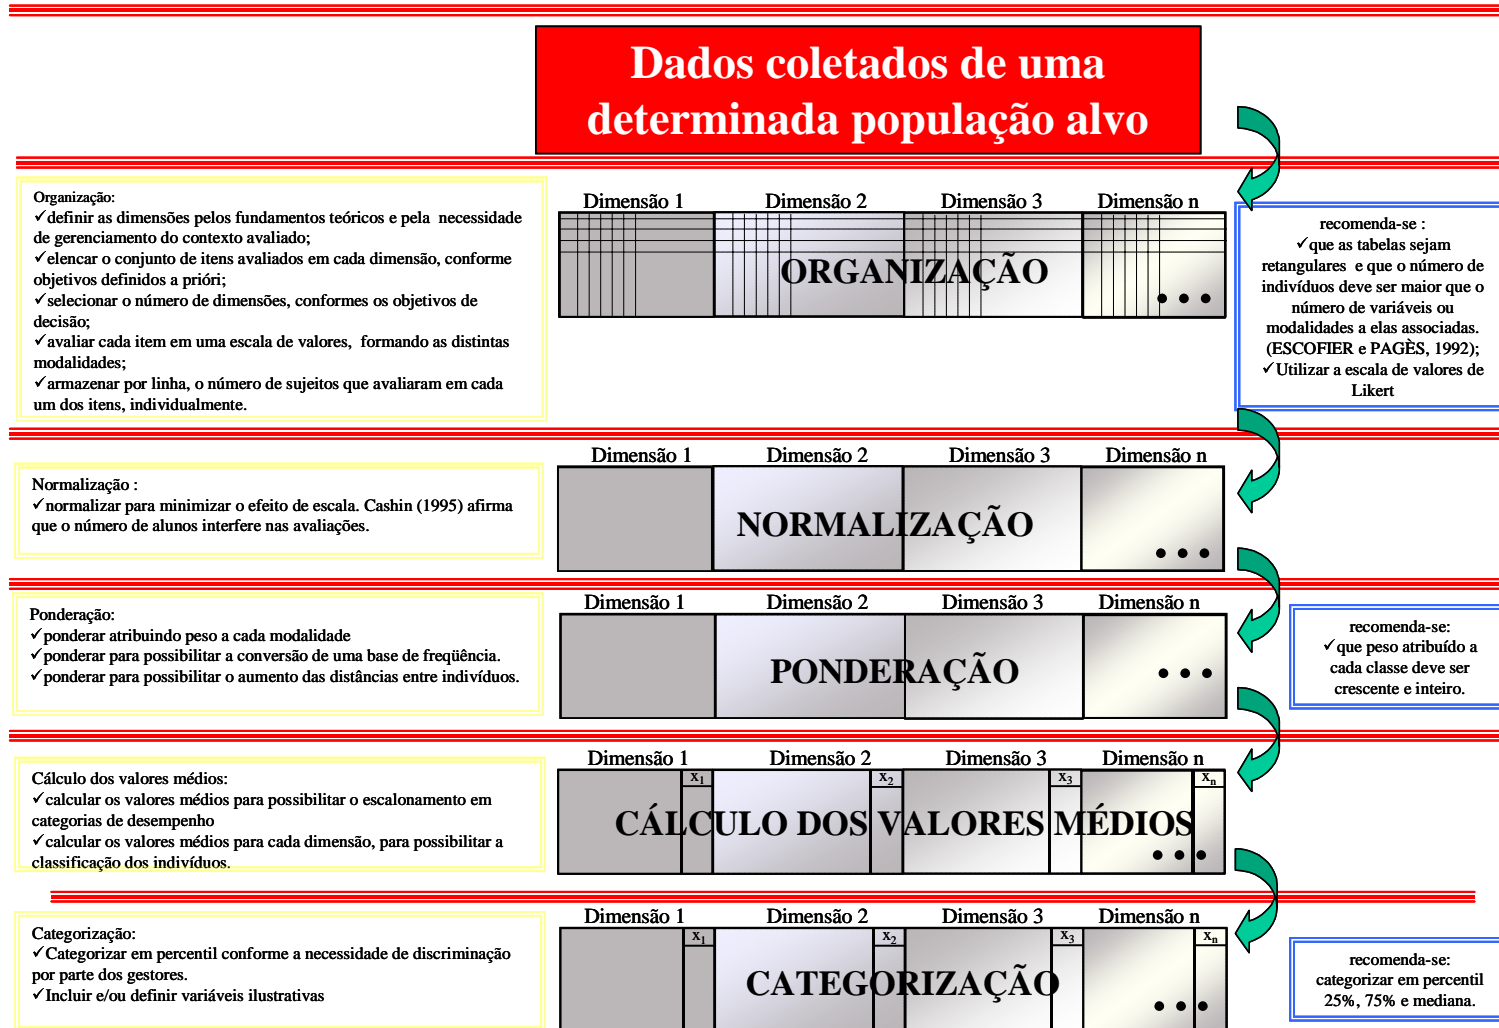 Dados coletados de uma
determinada população alvo
Organização:
✓definir as dimensões pelos fundamentos teóricos e pela necessidade
de gerenciamento do contexto avaliado;
✓elencar o conjunto de itens avaliados em cada dimensão, conforme
objetivos definidos a prióri;
✓selecionar o número de dimensões, conformes os objetivos de
decisão;
✓avaliar cada item em uma escala de valores, formando as distintas
modalidades;
✓armazenar por linha, o número de sujeitos que avaliaram em cada
um dos itens, individualmente.
Dimensão 1 Dimensão 2 Dimensão 3 Dimensão n
ORGANIZAÇÃO
• • •
recomenda-se :
✓que as tabelas sejam
retangulares e que o número de
indivíduos deve ser maior que o
número de variáveis ou
modalidades a elas associadas.
(ESCOFIER e PAGÈS, 1992);
✓Utilizar a escala de valores de
Likert
Normalização :
✓normalizar para minimizar o efeito de escala. Cashin (1995) afirma
que o número de alunos interfere nas avaliações.
Dimensão 1 Dimensão 2 Dimensão 3 Dimensão n
NORMALIZAÇÃO
• • •
Ponderação:
✓ponderar atribuindo peso a cada modalidade
✓ponderar para possibilitar a conversão de uma base de freqüência.
✓ponderar para possibilitar o aumento das distâncias entre indivíduos.
Dimensão 1 Dimensão 2 Dimensão 3 Dimensão n
PONDERAÇÃO
• • •
recomenda-se:
✓que peso atribuído a
cada classe deve ser
crescente e inteiro.
Cálculo dos valores médios:
✓calcular os valores médios para possibilitar o escalonamento em
categorias de desempenho
✓calcular os valores médios para cada dimensão, para possibilitar a
classificação dos indivíduos.
Dimensão 1 Dimensão 2 Dimensão 3 Dimensão n
x₁ x₂ x₃ xₙ
CÁLCULO DOS VALORES MÉDIOS
• • •
Categorização:
✓Categorizar em percentil conforme a necessidade de discriminação
por parte dos gestores.
✓Incluir e/ou definir variáveis ilustrativas
Dimensão 1 Dimensão 2 Dimensão 3 Dimensão n
x₁ x₂ x₃ xₙ
CATEGORIZAÇÃO
• • •
recomenda-se:
categorizar em percentil
25%, 75% e mediana.